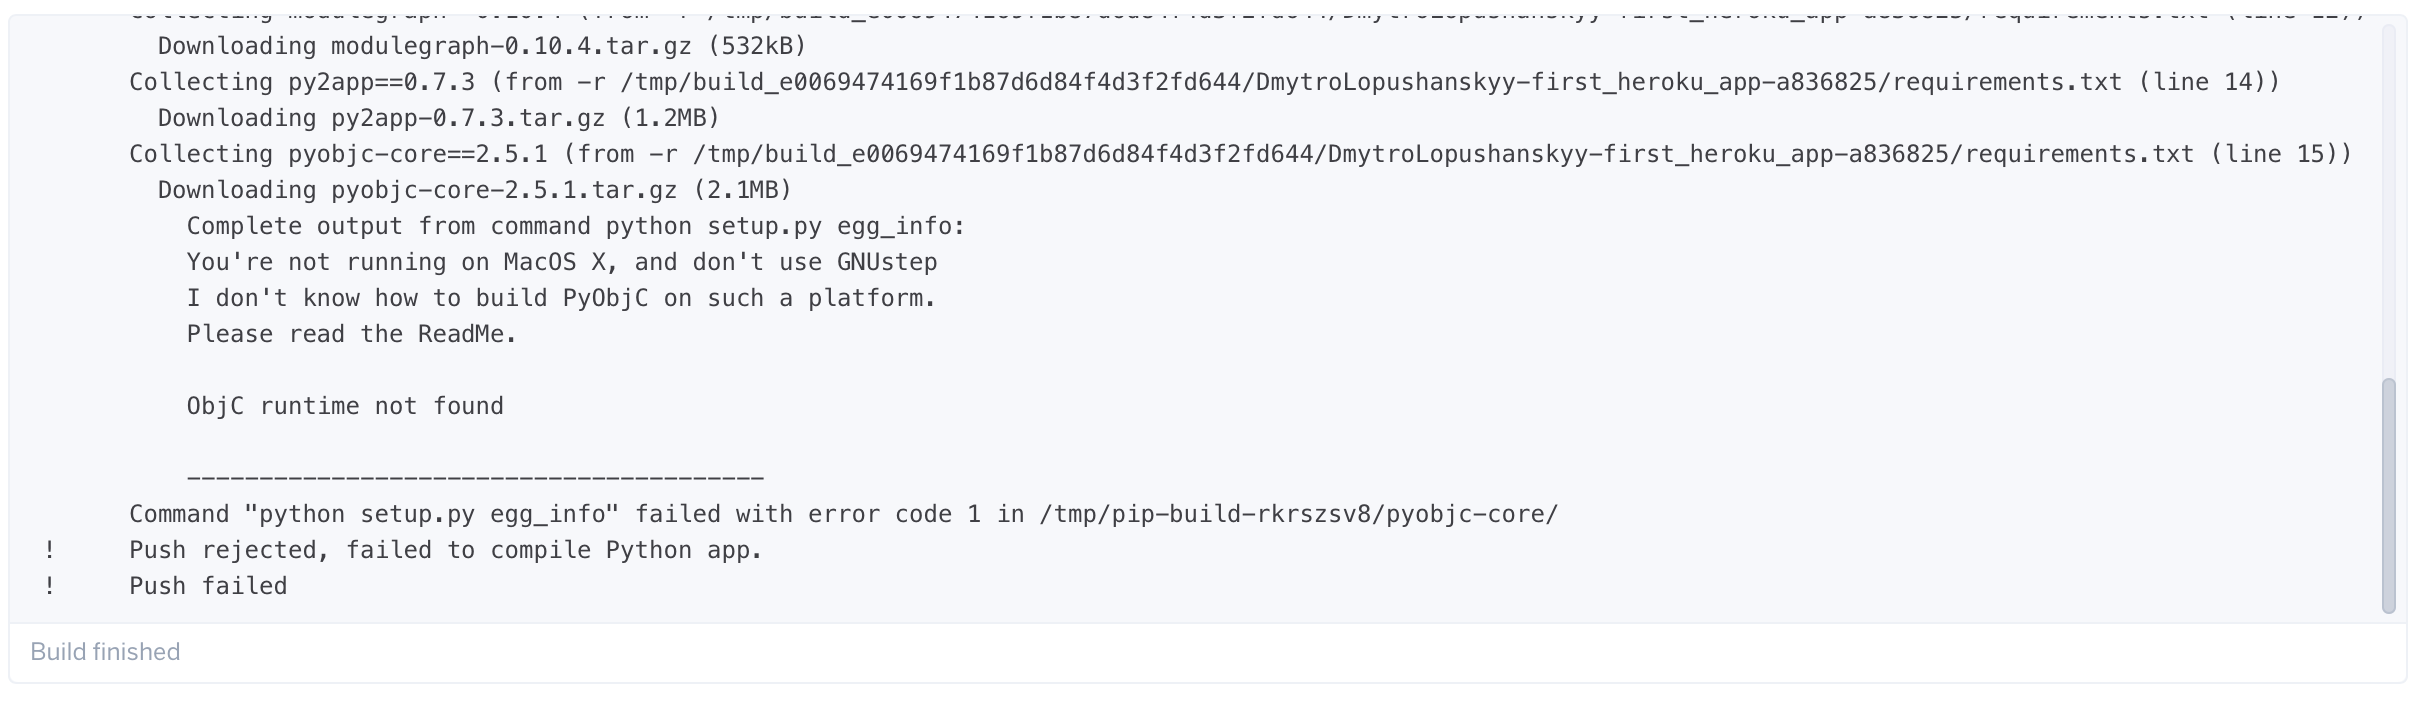 Downloading modulegraph-0.10.4.tar.gz (532kB)
Collecting py2app==0.7.3 (from -r /tmp/build_e0069474169f1b87d6d84f4d3f2fd644/DmytroLopushanskyy-first_heroku_app-a836825/requirements.txt (line 14))
Downloading py2app-0.7.3.tar.gz (1.2MB)
Collecting pyobjc-core==2.5.1 (from -r /tmp/build_e0069474169f1b87d6d84f4d3f2fd644/DmytroLopushanskyy-first_heroku_app-a836825/requirements.txt (line 15))
Downloading pyobjc-core-2.5.1.tar.gz (2.1MB)
Complete output from command python setup.py egg_info:
You're not running on MacOS X, and don't use GNUstep
I don't know how to build PyObjC on such a platform.
Please read the ReadMe.
ObjC runtime not found
----------------------------------------
Command "python setup.py egg_info" failed with error code 1 in /tmp/pip-build-rkrszsv8/pyobjc-core/
! Push rejected, failed to compile Python app.
! Push failed
Build finished